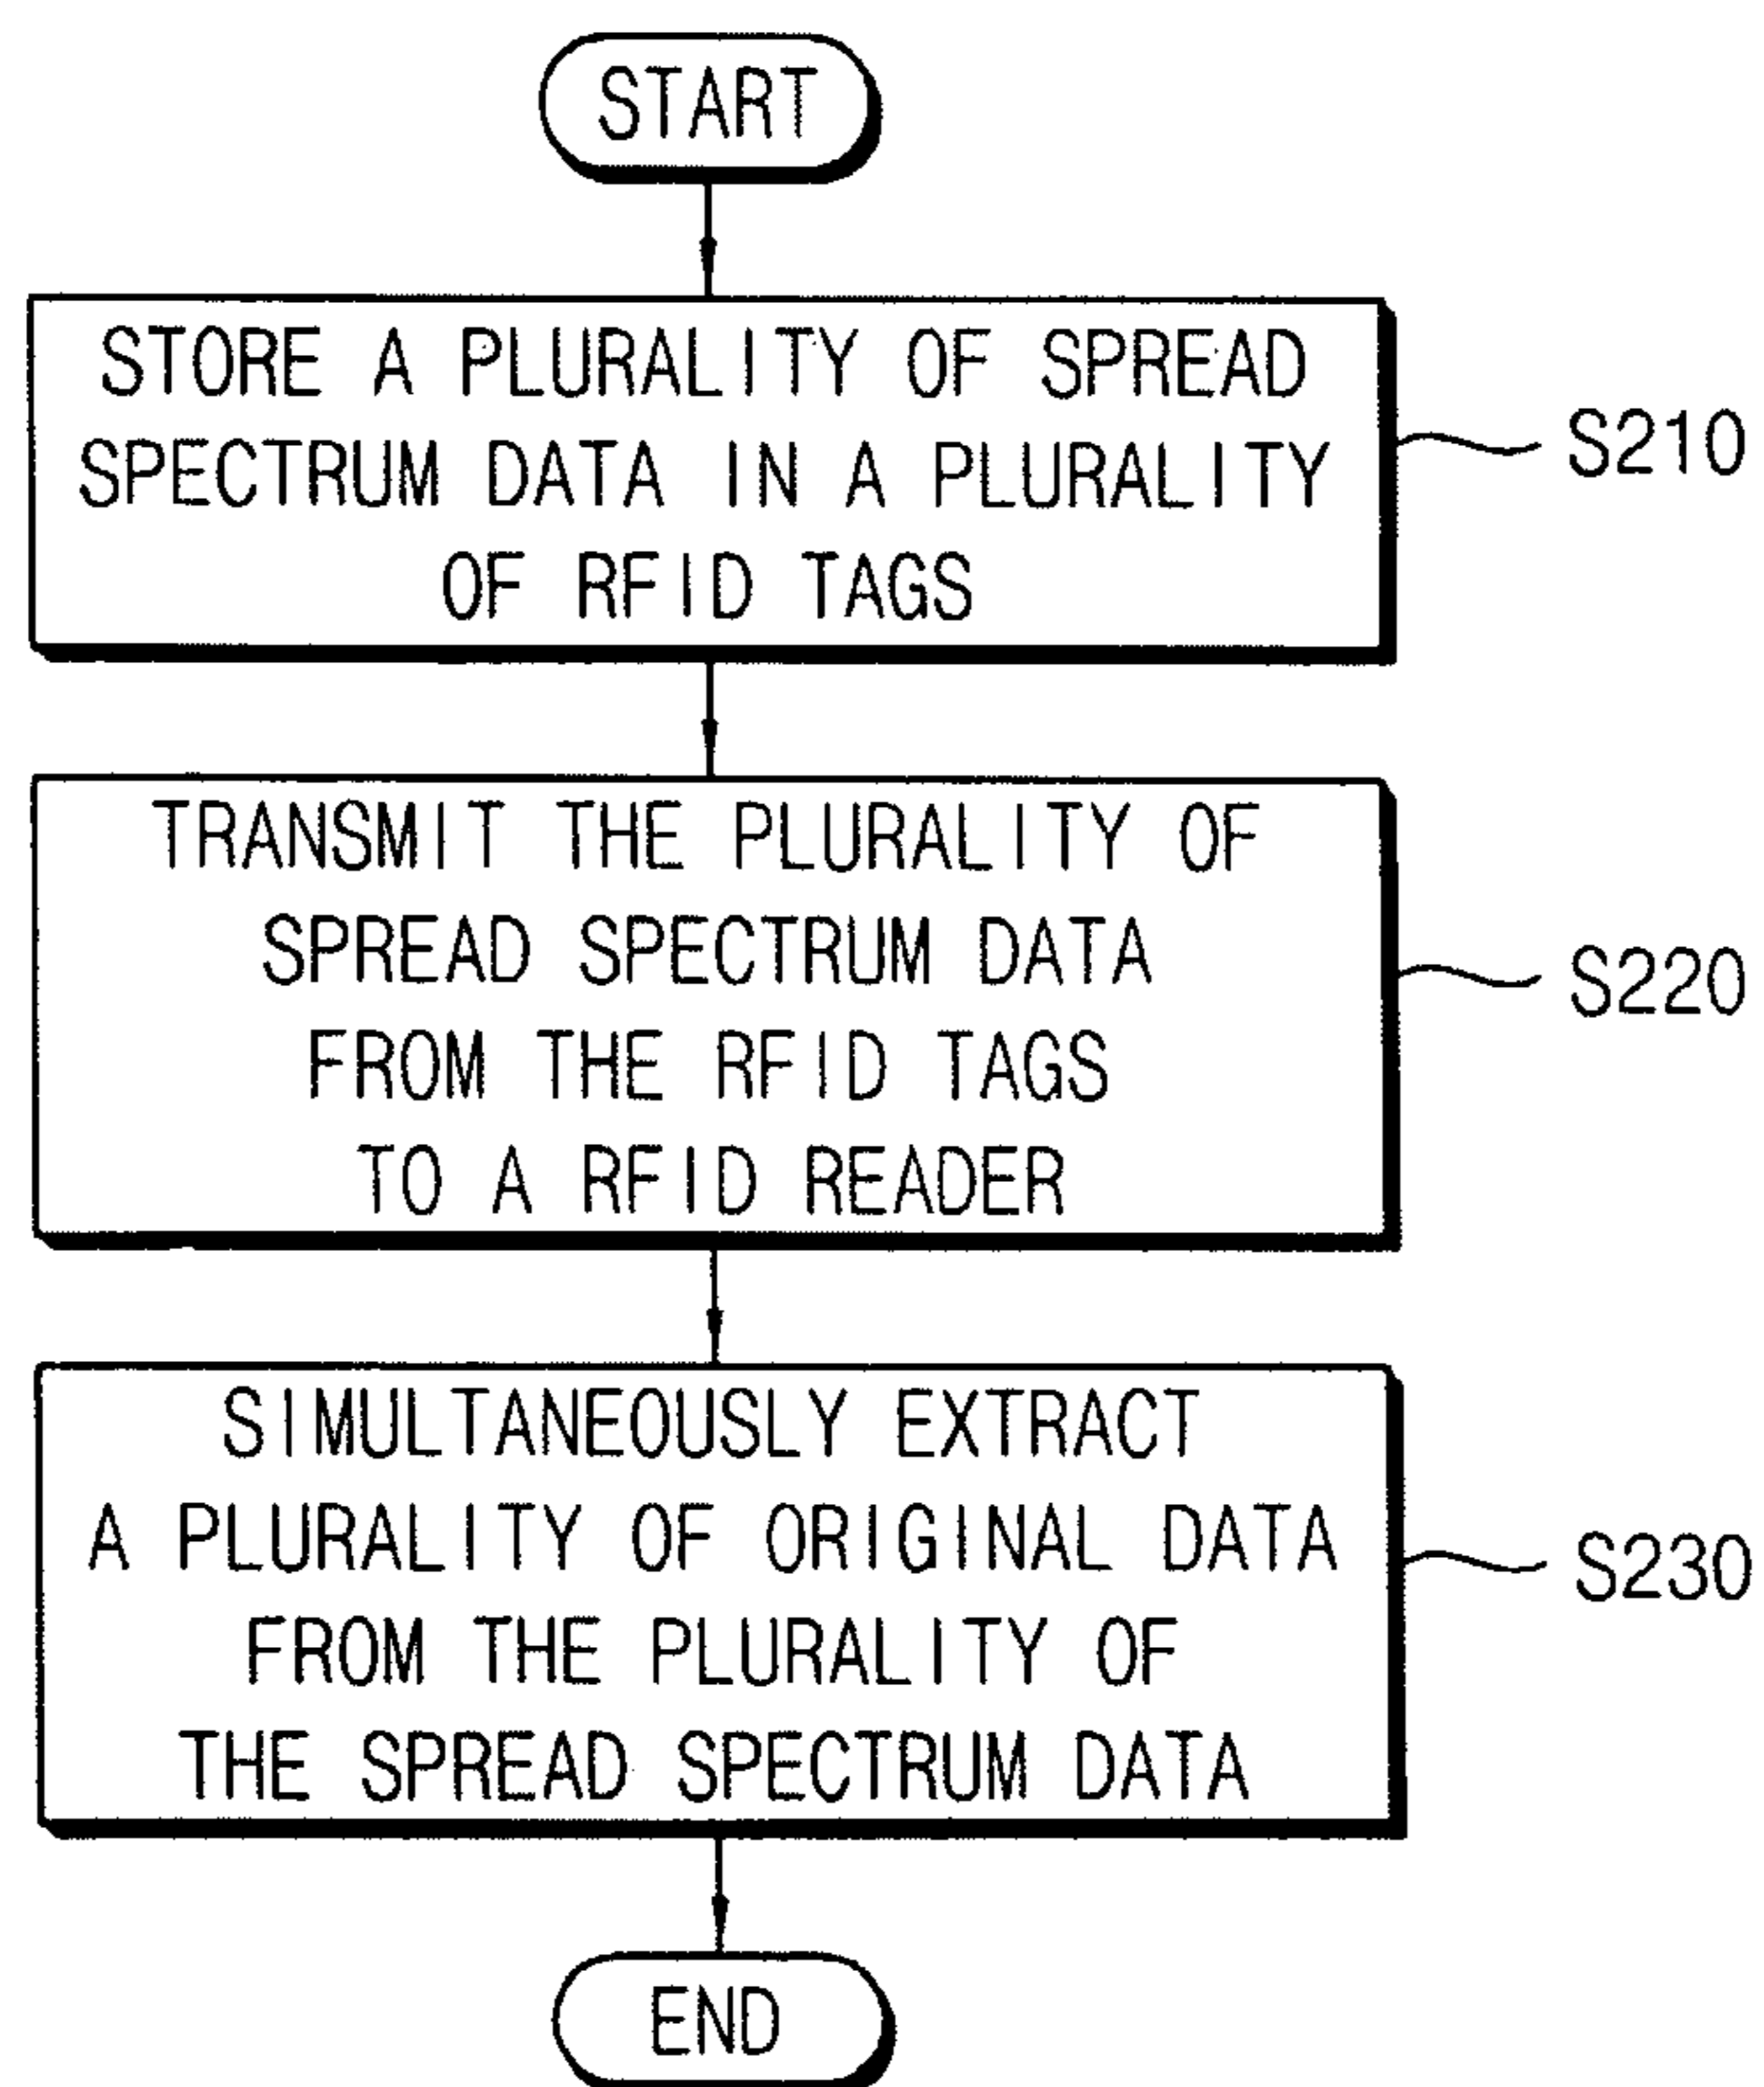 START
STORE A PLURALITY OF SPREAD
SPECTRUM DATA IN A PLURALITY
OF RFID TAGS
S210
TRANSMIT THE PLURALITY OF
SPREAD SPECTRUM DATA
FROM THE RFID TAGS
TO A RFID READER
S220
SIMULTANEOUSLY EXTRACT
A PLURALITY OF ORIGINAL DATA
FROM THE PLURALITY OF
THE SPREAD SPECTRUM DATA
S230
END